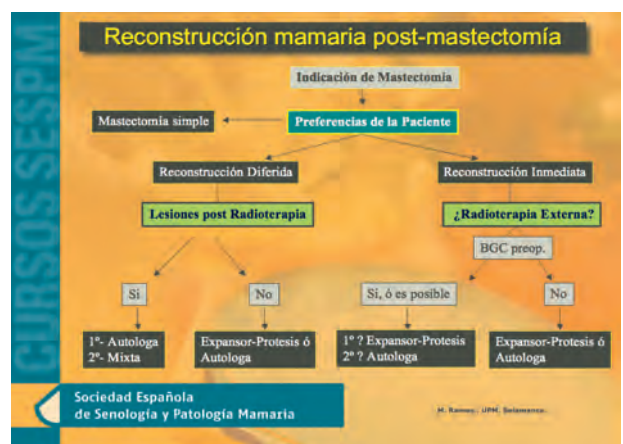 CURSOS SESPM
Reconstrucción mamaria post-mastectomía
Indicación de Mastectomia
Mastectomía simple
Preferencias de la Paciente
Reconstrucción Diferida
Reconstrucción Inmediata
Lesiones post Radioterapia
¿Radioterapia Externa?
BGC preop.
Si
No
Si, ó es posible
No
1º- Autologa
2º- Mixta
Expansor-Protesis ó
Autologa
1º ? Expansor-Protesis
2º ? Autologa
Expansor-Protesis ó
Autologa
Sociedad Española
de Senología y Patología Mamaria
M. Ramos. UPM. Salamanca.